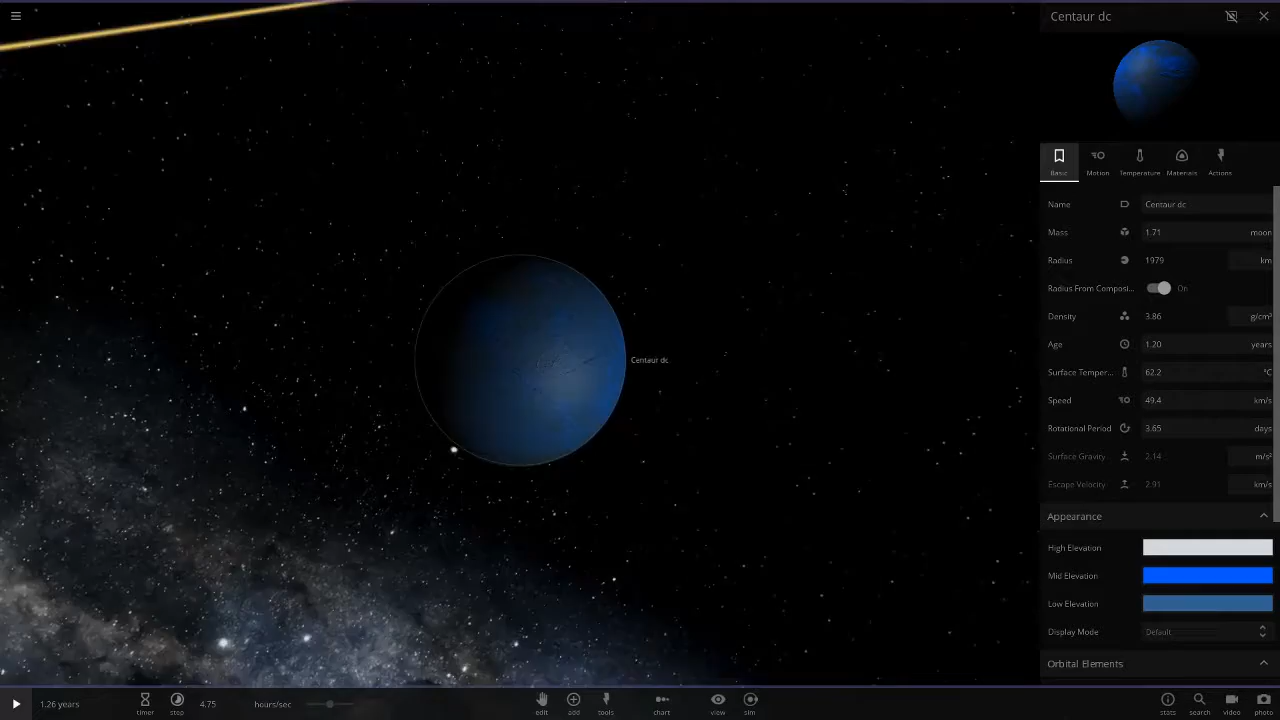 Centaur dc
Basic Motion Temperature Materials Actions
Name Centaur dc
Mass 1.71 moon
Radius 1979 km
Radius From Composi... On
Density 3.86 g/cm³
Age 1.20 years
Surface Temper... 62.2 °C
Speed 49.4 km/s
Rotational Period 3.65 days
Surface Gravity 2.14 m/s²
Escape Velocity 2.91 km/s
Appearance
High Elevation
Mid Elevation
Low Elevation
Display Mode Default
Orbital Elements
Centaur dc
1.26 years timer step 4.75 hours/sec edit add tools chart view sim stats search video photo